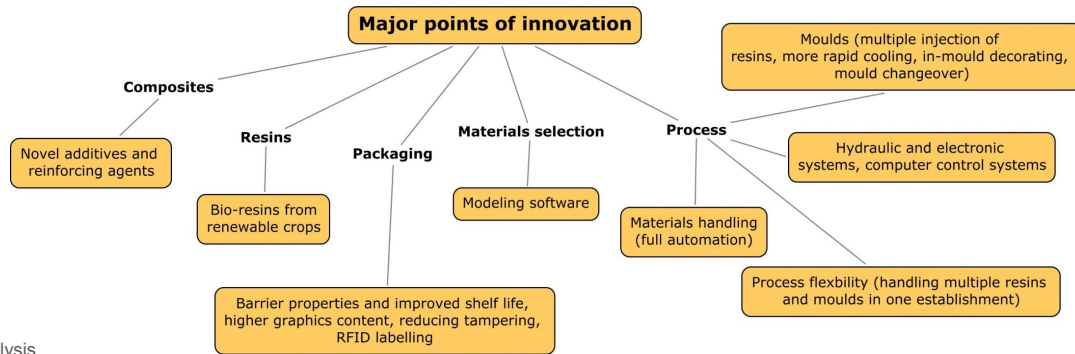 Major points of innovation
Composites
Novel additives and
reinforcing agents
Resins
Bio-resins from
renewable crops
Packaging
Barrier properties and improved shelf life,
higher graphics content, reducing tampering,
RFID labelling
Materials selection
Modeling software
Process
Moulds (multiple injection of
resins, more rapid cooling, in-mould decorating,
mould changeover)
Hydraulic and electronic
systems, computer control systems
Materials handling
(full automation)
Process flexbility (handling multiple resins
and moulds in one establishment)
lysis